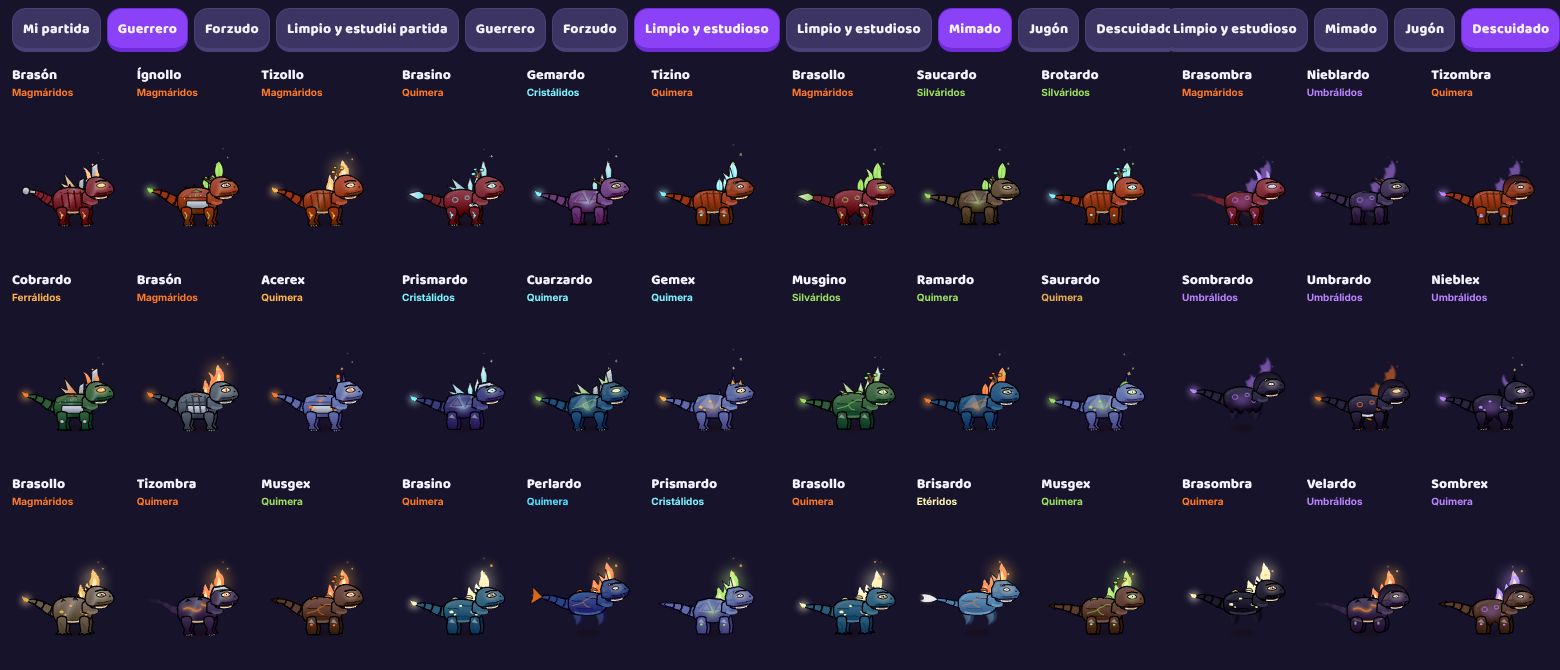 Mi partida Guerrero Forzudo Limpio y estudi i partida Guerrero Forzudo Limpio y estudioso Limpio y estudioso Mimado Jugón Descuidado Limpio y estudioso Mimado Jugón Descuidado
Brasón Ígnollo Tizollo Brasino Gemardo Tizino Brasollo Saucardo Brotardo Brasombra Nieblardo Tizombra
Magmáridos Magmáridos Magmáridos Quimera Cristálidos Quimera Magmáridos Silváridos Silváridos Magmáridos Umbrálidos Quimera
Cobrardo Brasón Acerex Prismardo Cuarzardo Gemex Musgino Ramardo Saurardo Sombrardo Umbrardo Nieblex
Ferrálidos Magmáridos Quimera Cristálidos Quimera Quimera Silváridos Quimera Quimera Umbrálidos Umbrálidos Umbrálidos
Brasollo Tizombra Musgex Brasino Perlardo Prismardo Brasollo Brisardo Musgex Brasombra Velardo Sombrex
Magmáridos Quimera Quimera Quimera Quimera Cristálidos Quimera Etéridos Quimera Quimera Umbrálidos Quimera